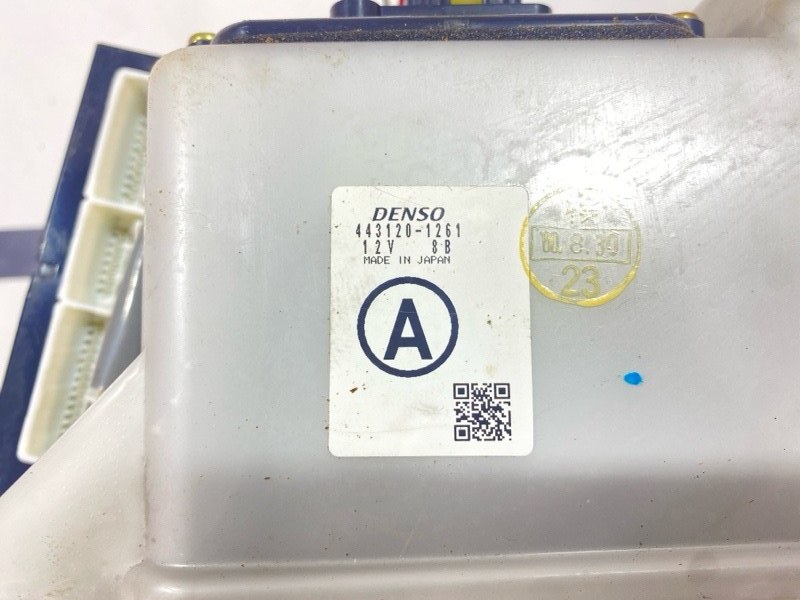 DENSO
443120-1261
12V 8B
MADE IN JAPAN
A
23